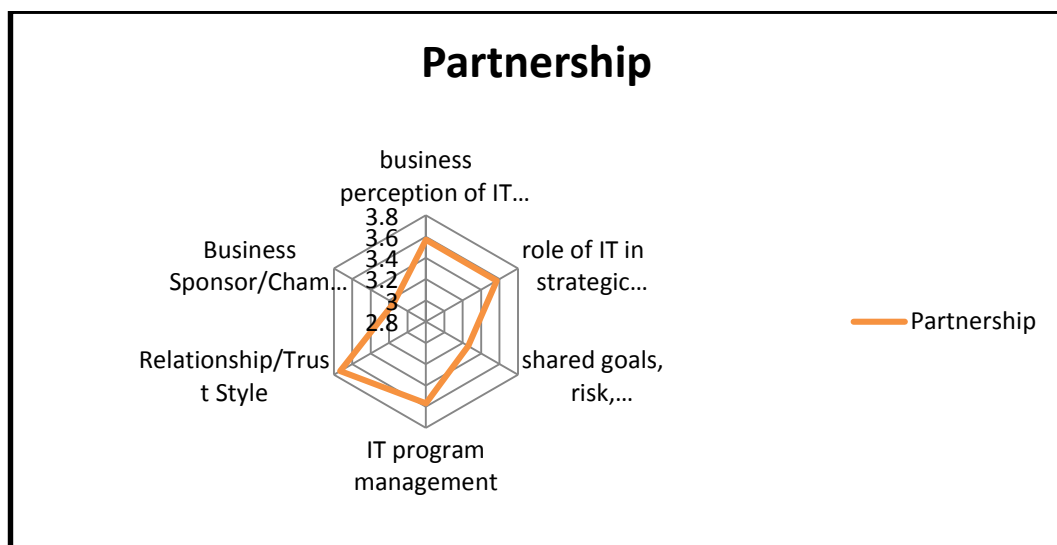 Partnership
business
perception of IT...
3.8
3.6
3.4
3.2
3
2.8
role of IT in
strategic...
shared goals,
risk,...
IT program
management
Relationship/Trus
t Style
Business
Sponsor/Cham...
Partnership